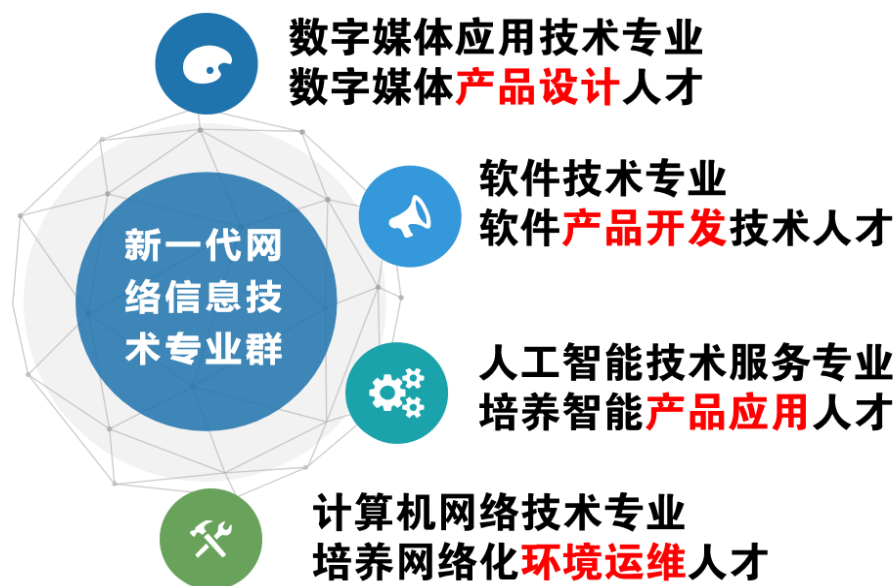 数字媒体应用技术专业
数字媒体产品设计人才
软件技术专业
软件产品开发技术人才
新一代网
络信息技
术专业群
人工智能技术服务专业
培养智能产品应用人才
计算机网络技术专业
培养网络化环境运维人才